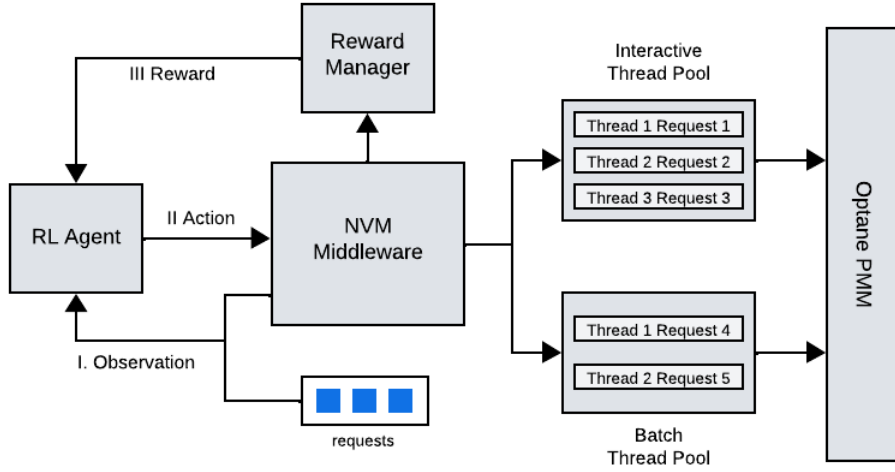 Reward
Manager
III Reward
RL Agent
II Action
NVM
Middleware
I. Observation
requests
Interactive
Thread Pool
Thread 1 Request 1
Thread 2 Request 2
Thread 3 Request 3
Thread 1 Request 4
Thread 2 Request 5
Batch
Thread Pool
Optane PMM